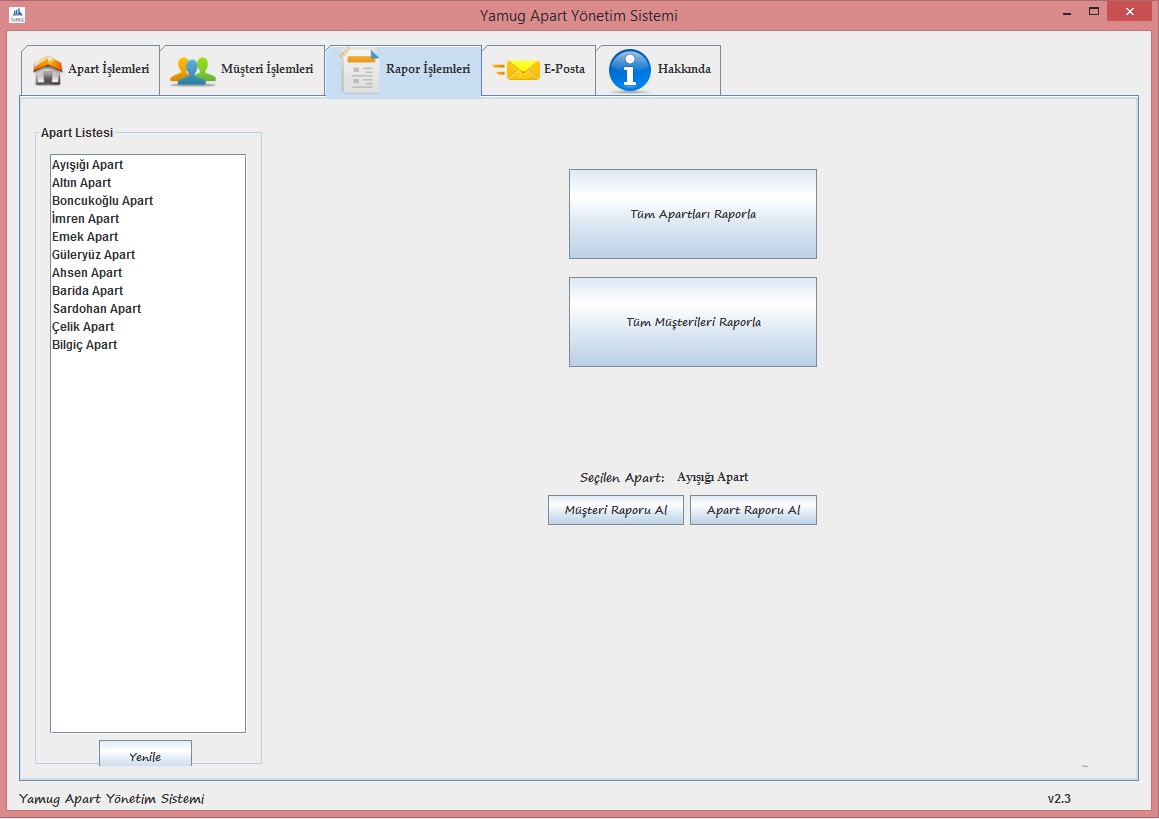 Yamug Apart Yönetim Sistemi
Apart İşlemleri
Müşteri İşlemleri
Rapor İşlemleri
E-Posta
Hakkında
Apart Listesi
Ayışığı Apart
Altın Apart
Boncukoğlu Apart
İmren Apart
Emek Apart
Güleryüz Apart
Ahsen Apart
Barida Apart
Sardohan Apart
Çelik Apart
Bilgiç Apart
Yenile
Tüm Apartları Raporla
Tüm Müşterileri Raporla
Seçilen Apart: Ayışığı Apart
Müşteri Raporu Al
Apart Raporu Al
Yamug Apart Yönetim Sistemi
v2.3